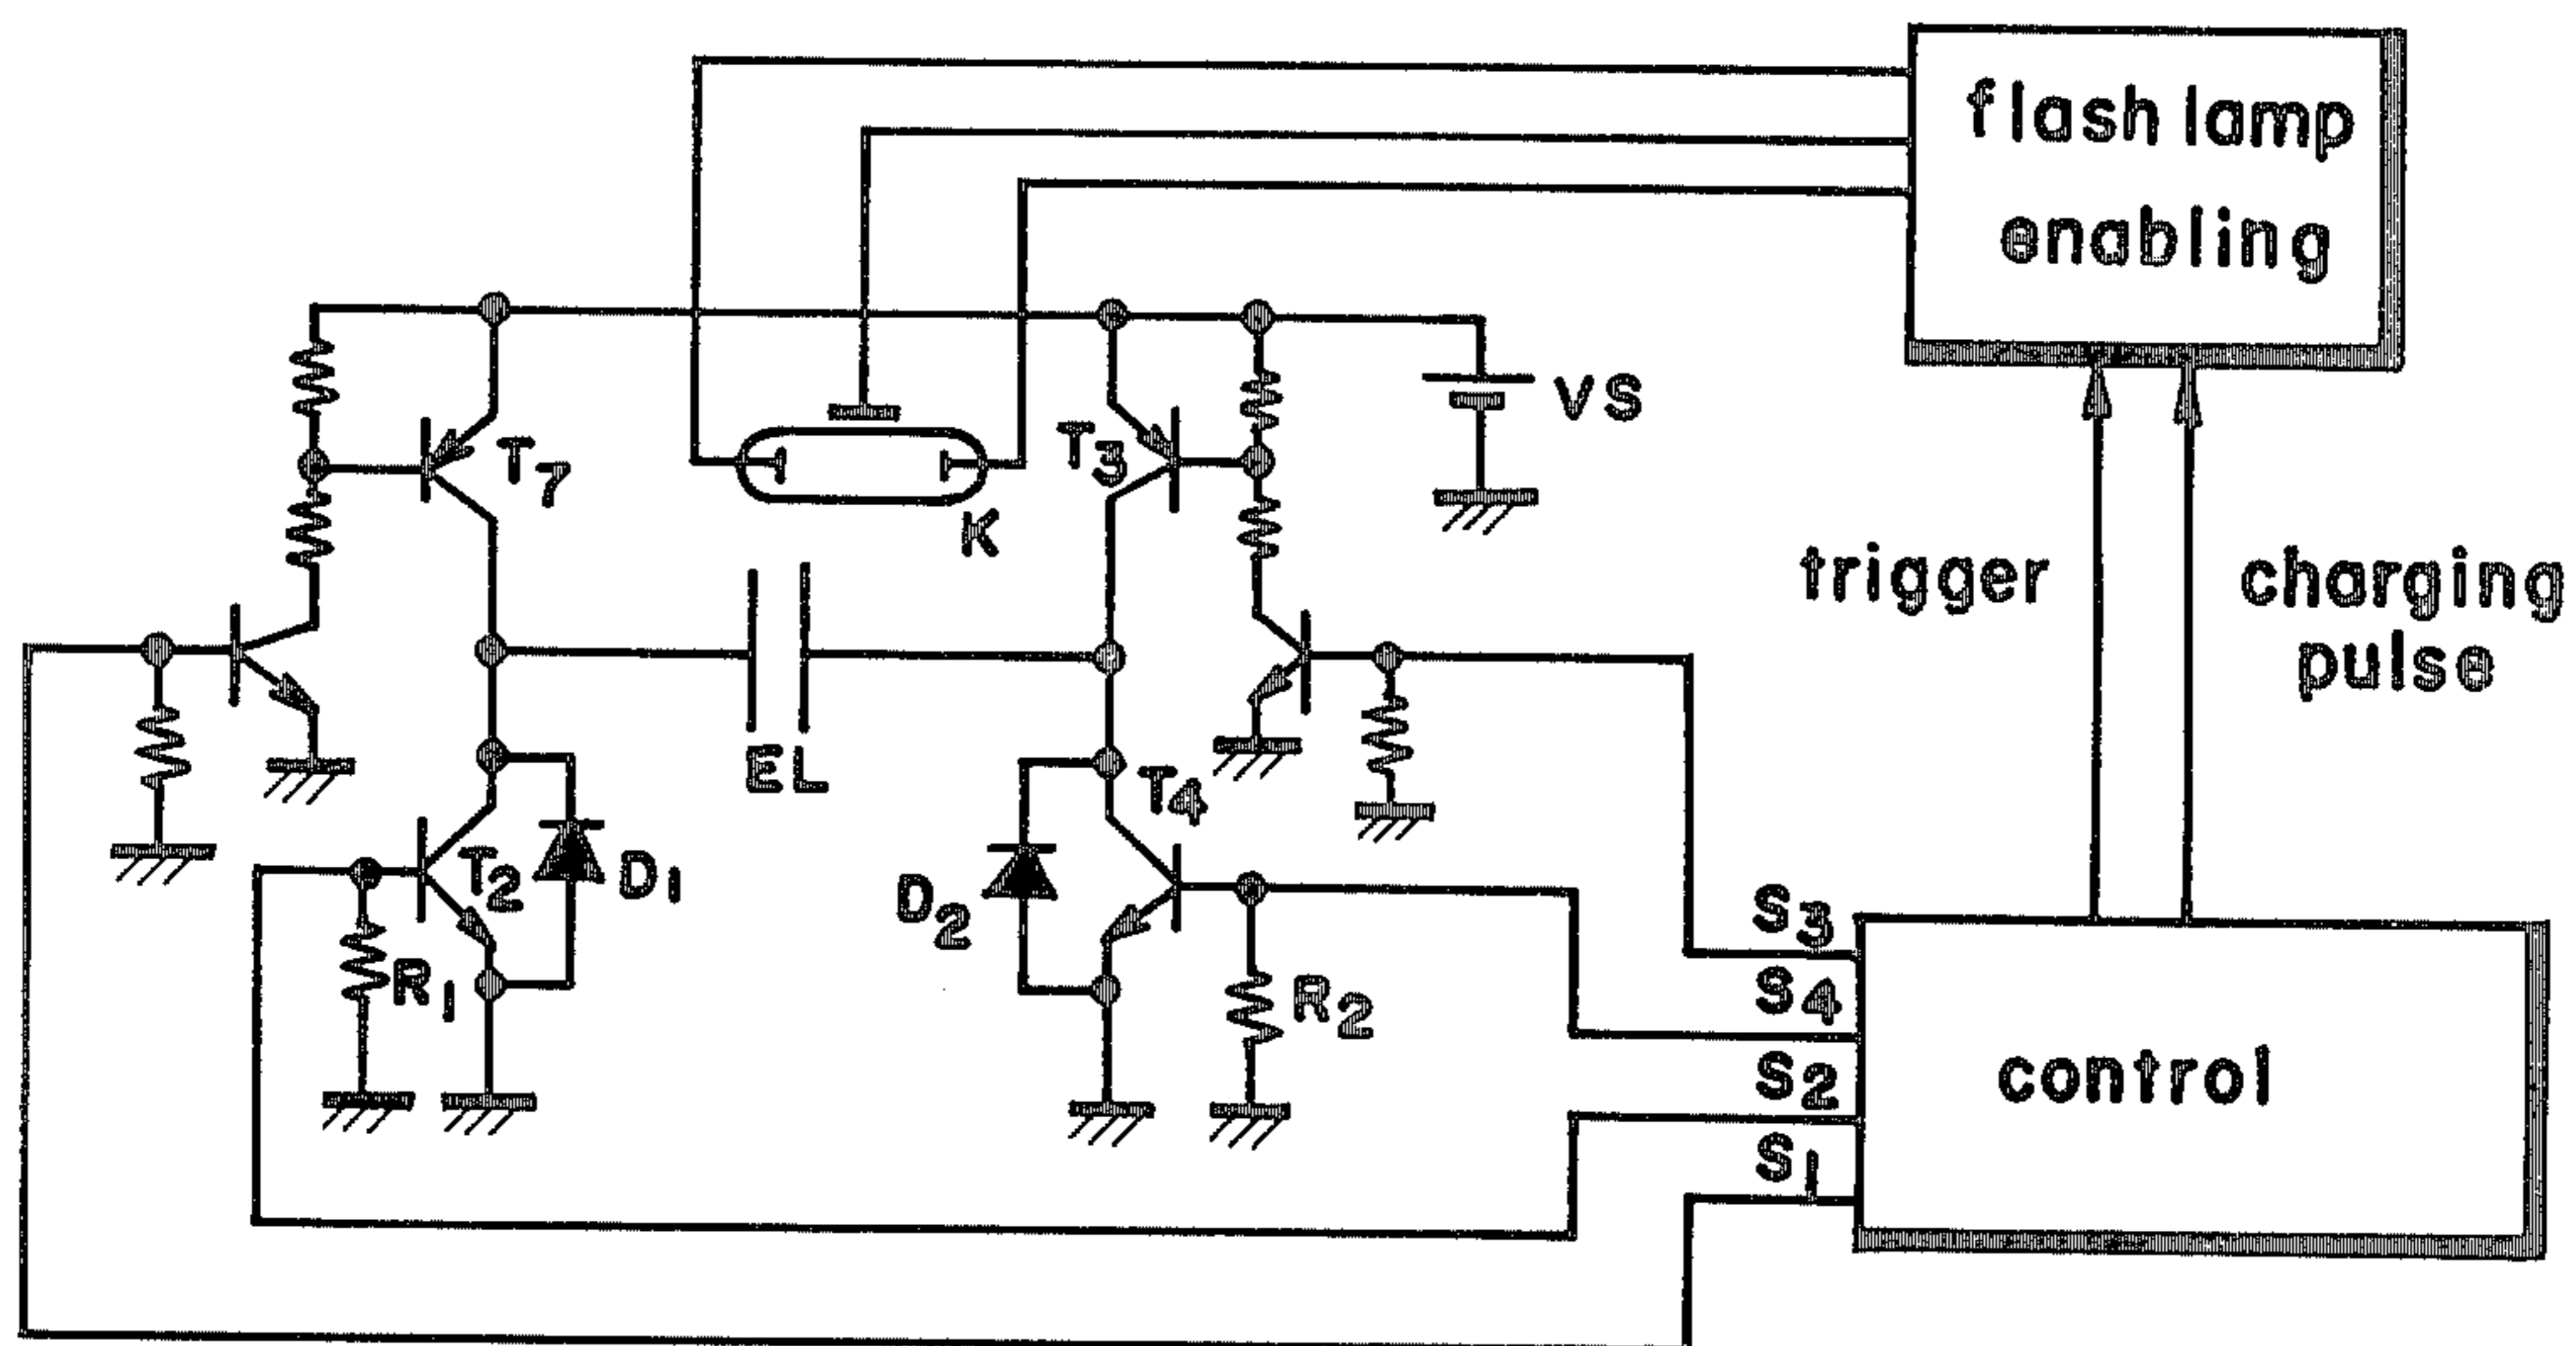 flash lamp
enabling
VS
T7
T3
K
trigger
charging
pulse
EL
T4
T2
D1
D2
R1
R2
S3
S4
S2
S1
control